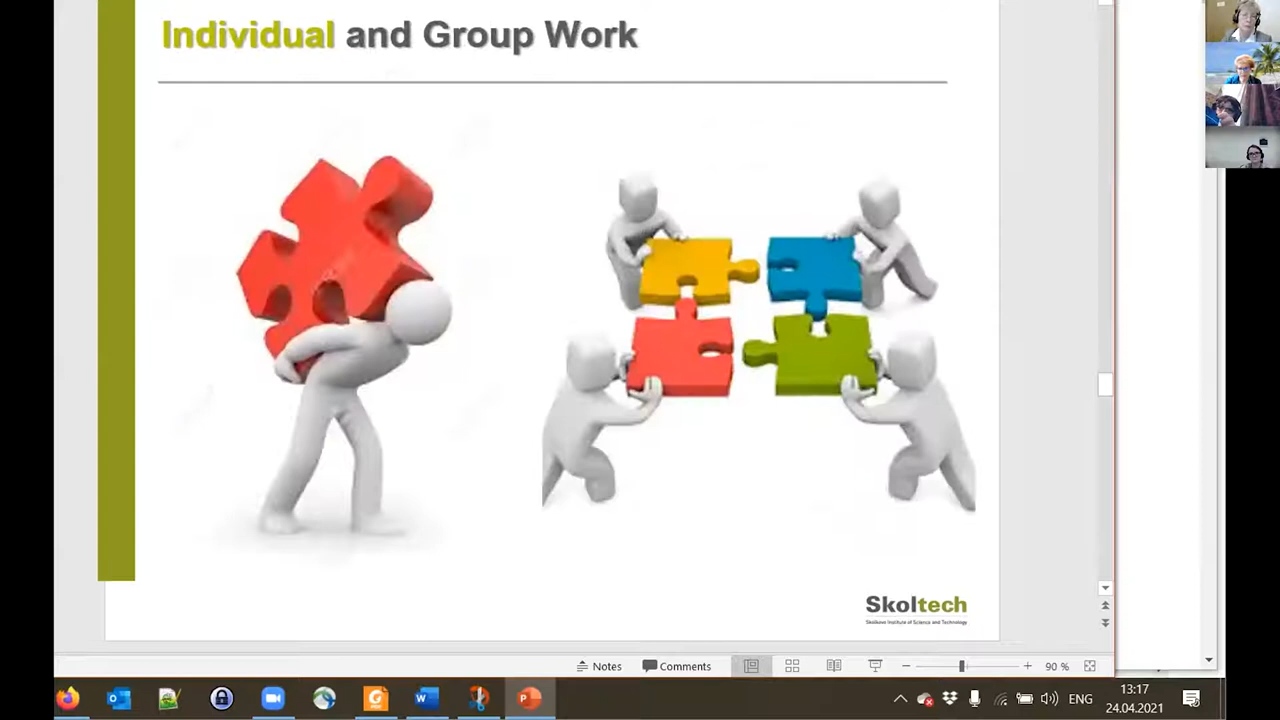 Individual and Group Work
Skoltech
Skolkovo Institute of Science and Technology
Notes
Comments
90 %
ENG
13:17
24.04.2021